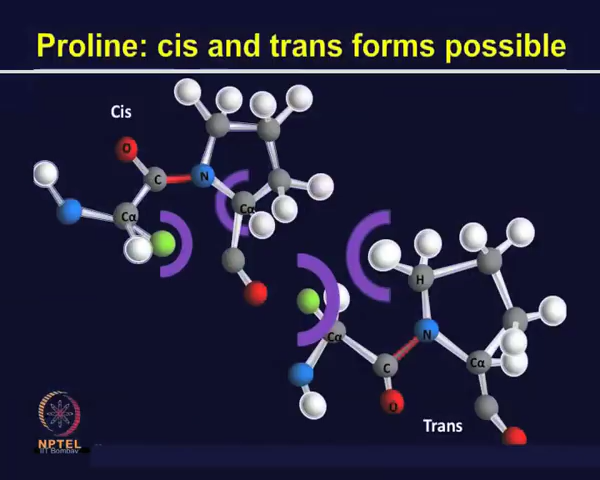 Proline: cis and trans forms possible
Cis
O
C
N
Cα
Cα
H
Cα
N
C
Cα
O
Trans
NPTEL
IIT Bombay